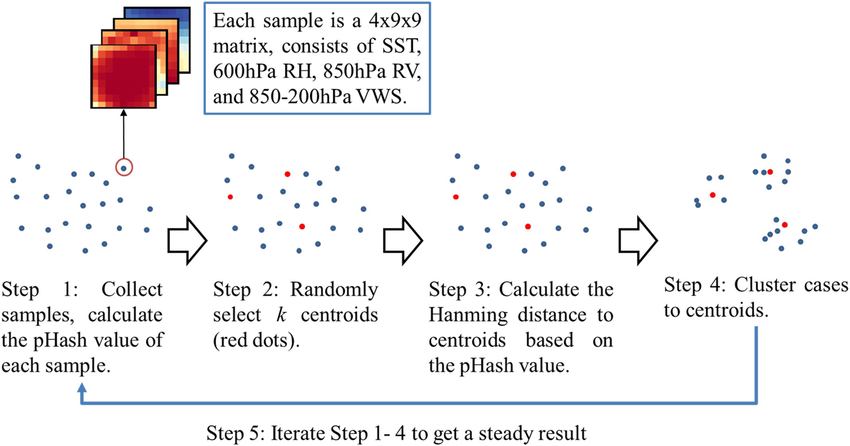 Each sample is a 4x9x9
matrix, consists of SST,
600hPa RH, 850hPa RV,
and 850-200hPa VWS.
Step 1: Collect
samples, calculate
the pHash value of
each sample.
Step 2: Randomly
select k centroids
(red dots).
Step 3: Calculate the
Hanming distance to
centroids based on
the pHash value.
Step 4: Cluster cases
to centroids.
Step 5: Iterate Step 1- 4 to get a steady result